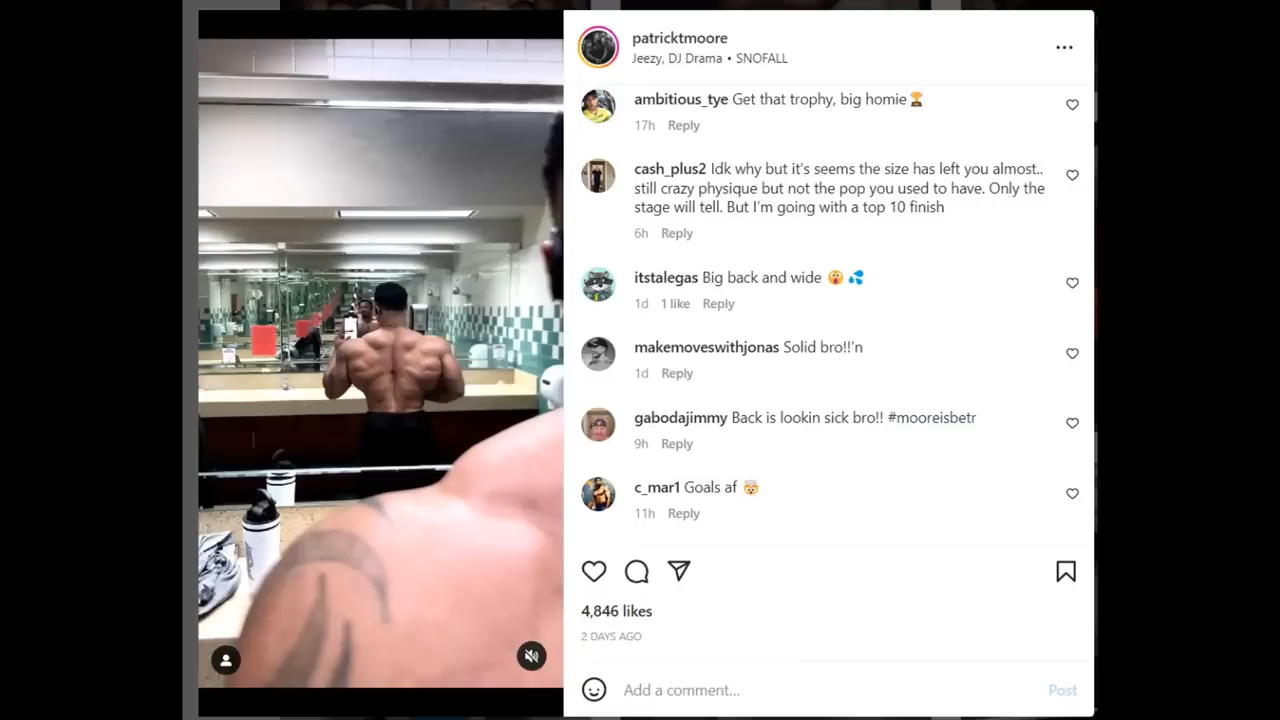 patricktmoore
Jeezy, DJ Drama • SNOFALL
ambitious_tye Get that trophy, big homie🏆
17h Reply
cash_plus2 Idk why but it's seems the size has left you almost..
still crazy physique but not the pop you used to have. Only the
stage will tell. But I'm going with a top 10 finish
6h Reply
itstalegas Big back and wide 😲 💦
1d 1 like Reply
makemoveswithjonas Solid bro!!'n
1d Reply
gabodajimmy Back is lookin sick bro!! #mooreisbetr
9h Reply
c_mar1 Goals af 🤯
11h Reply
4,846 likes
2 DAYS AGO
Add a comment... Post